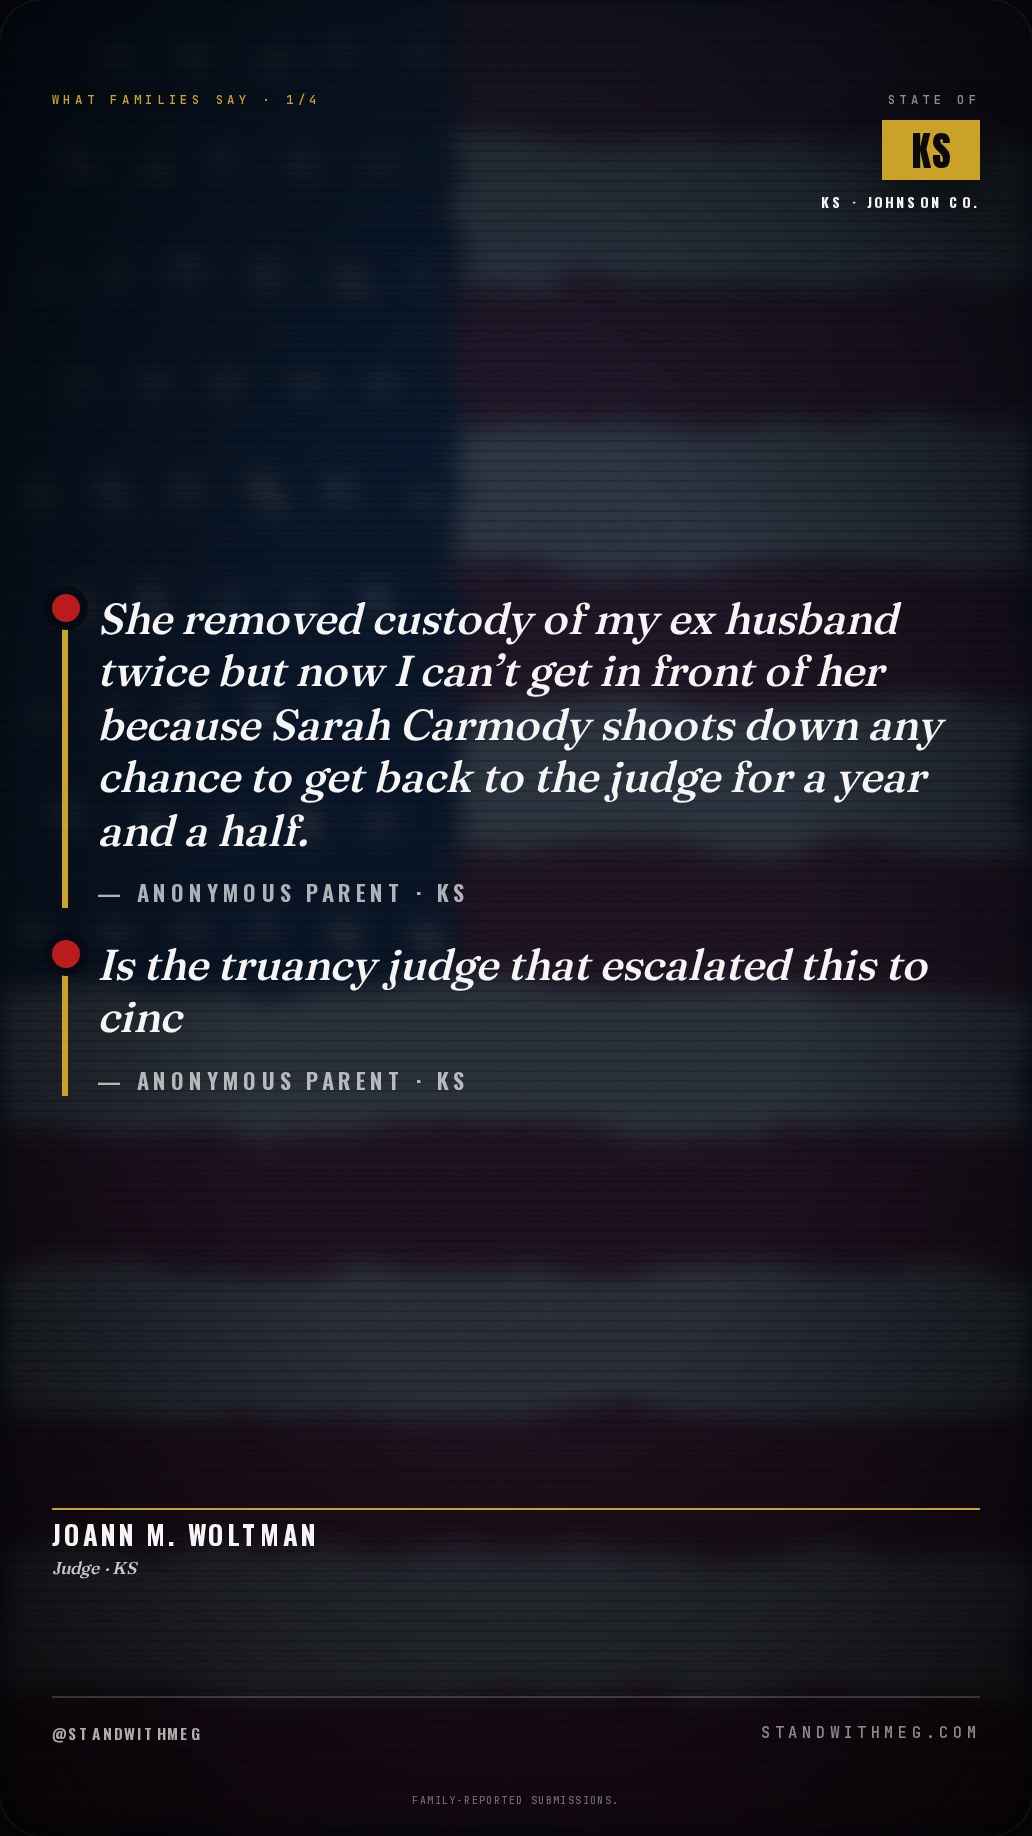 WHAT FAMILIES SAY · 1/4
STATE OF
KS
KS · JOHNSON CO.
She removed custody of my ex husband
twice but now I can’t get in front of her
because Sarah Carmody shoots down any
chance to get back to the judge for a year
and a half.
— ANONYMOUS PARENT · KS
Is the truancy judge that escalated this to
cinc
— ANONYMOUS PARENT · KS
JOANN M. WOLTMAN
Judge · KS
@STANDWITHMEG
STANDWITHMEG.COM
FAMILY-REPORTED SUBMISSIONS.